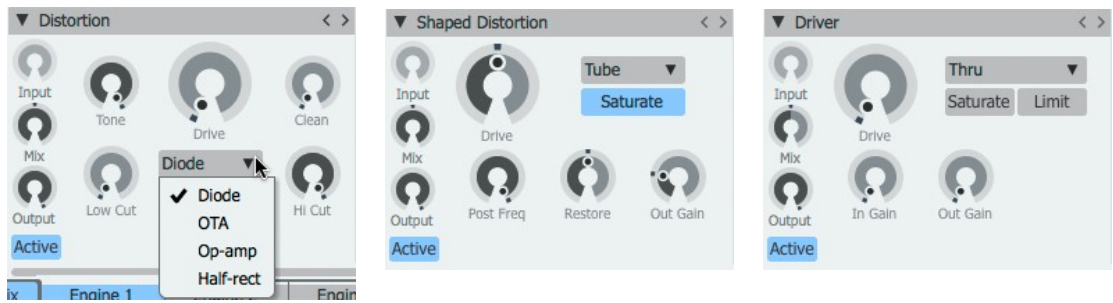 ▼ Distortion < >
Input
Tone
Drive
Clean
Mix
Diode ▼
Output
Low Cut
Hi Cut
✔ Diode
OTA
Op-amp
Half-rect
Active
ix
Engine 1
Engin
▼ Shaped Distortion < >
Input
Drive
Tube ▼
Saturate
Mix
Output
Post Freq
Restore
Out Gain
Active
▼ Driver < >
Input
Drive
Thru ▼
Saturate Limit
Mix
Output
In Gain
Out Gain
Active